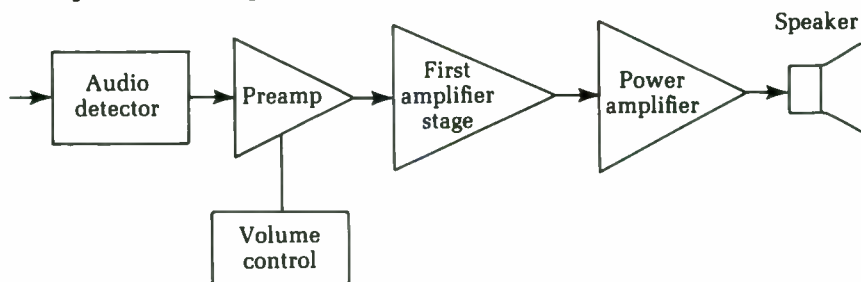 Speaker
Audio
detector
Preamp
First
amplifier
stage
Power
amplifier
Volume
control